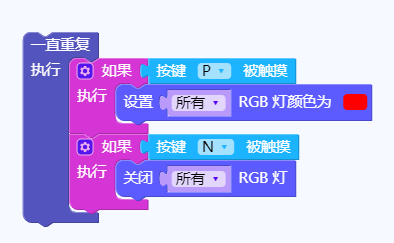 一直重复
执行 如果 按键 P 被触摸
执行 设置 所有 RGB 灯颜色为
如果 按键 N 被触摸
执行 关闭 所有 RGB 灯